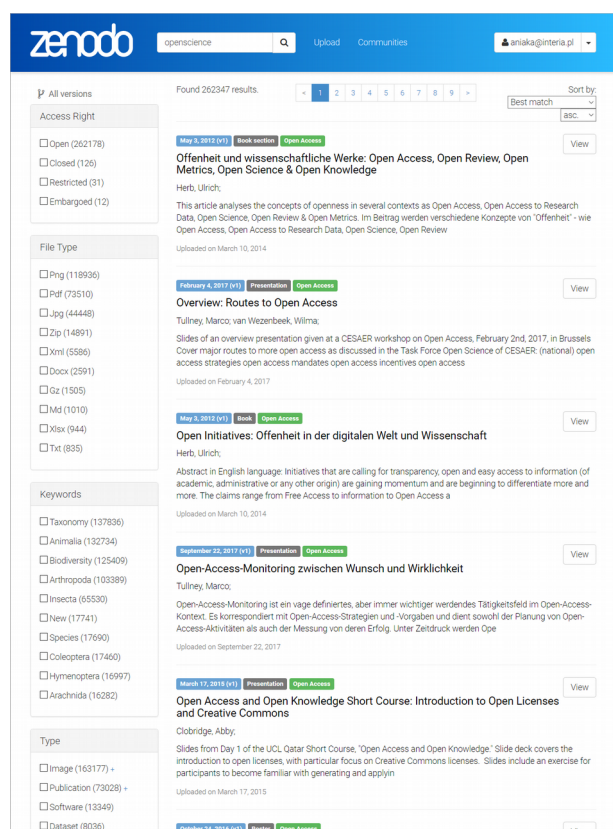 zenodo
openscience
Upload Communities
aniaka@interia.pl
All versions
Access Right
Open (262178)
Closed (126)
Restricted (31)
Embargoed (12)
File Type
Png (118936)
Pdf (73510)
Jpg (44448)
Zip (14891)
Xml (5586)
Docx (2591)
Gz (1505)
Md (1010)
Xlsx (944)
Txt (835)
Keywords
Taxonomy (137836)
Animalia (132734)
Biodiversity (125409)
Arthropoda (103389)
Insecta (65530)
New (17741)
Species (17690)
Coleoptera (17460)
Hymenoptera (16997)
Arachnida (16282)
Type
Image (163177) +
Publication (73028) +
Software (13349)
Dataset (8036)
Found 262347 results.
< 1 2 3 4 5 6 7 8 9 >
Sort by:
Best match
asc.
May 3, 2012 (v1) Book section Open Access
View
Offenheit und wissenschaftliche Werke: Open Access, Open Review, Open
Metrics, Open Science & Open Knowledge
Herb, Ulrich;
This article analyses the concepts of openness in several contexts as Open Access, Open Access to Research
Data, Open Science, Open Review & Open Metrics. Im Beitrag werden verschiedene Konzepte von "Offenheit" - wie
Open Access, Open Access to Research Data, Open Science, Open Review
Uploaded on March 10, 2014
February 4, 2017 (v1) Presentation Open Access
View
Overview: Routes to Open Access
Tullney, Marco; van Wezenbeek, Wilma;
Slides of an overview presentation given at a CESAER workshop on Open Access, February 2nd, 2017, in Brussels
Cover major routes to more open access as discussed in the Task Force Open Science of CESAER: (national) open
access strategies open access mandates open access incentives open access
Uploaded on February 4, 2017
May 3, 2012 (v1) Book Open Access
View
Open Initiatives: Offenheit in der digitalen Welt und Wissenschaft
Herb, Ulrich;
Abstract in English language: Initiatives that are calling for transparency, open and easy access to information (of
academic, administrative or any other origin) are gaining momentum and are beginning to differentiate more and
more. The claims range from Free Access to information to Open Access a
Uploaded on March 10, 2014
September 22, 2017 (v1) Presentation Open Access
View
Open-Access-Monitoring zwischen Wunsch und Wirklichkeit
Tullney, Marco;
Open-Access-Monitoring ist ein vage definiertes, aber immer wichtiger werdendes Tätigkeitsfeld im Open-Access-
Kontext. Es korrespondiert mit Open-Access-Strategien und -Vorgaben und dient sowohl der Planung von Open-
Access-Aktivitäten als auch der Messung von deren Erfolg. Unter Zeitdruck werden Ope
Uploaded on September 22, 2017
March 17, 2015 (v1) Presentation Open Access
View
Open Access and Open Knowledge Short Course: Introduction to Open Licenses
and Creative Commons
Clobridge, Abby;
Slides from Day 1 of the UCL Qatar Short Course, "Open Access and Open Knowledge." Slide deck covers the
introduction to open licenses, with particular focus on Creative Commons licenses. Slides include an exercise for
participants to become familiar with generating and applyin
Uploaded on March 17, 2015